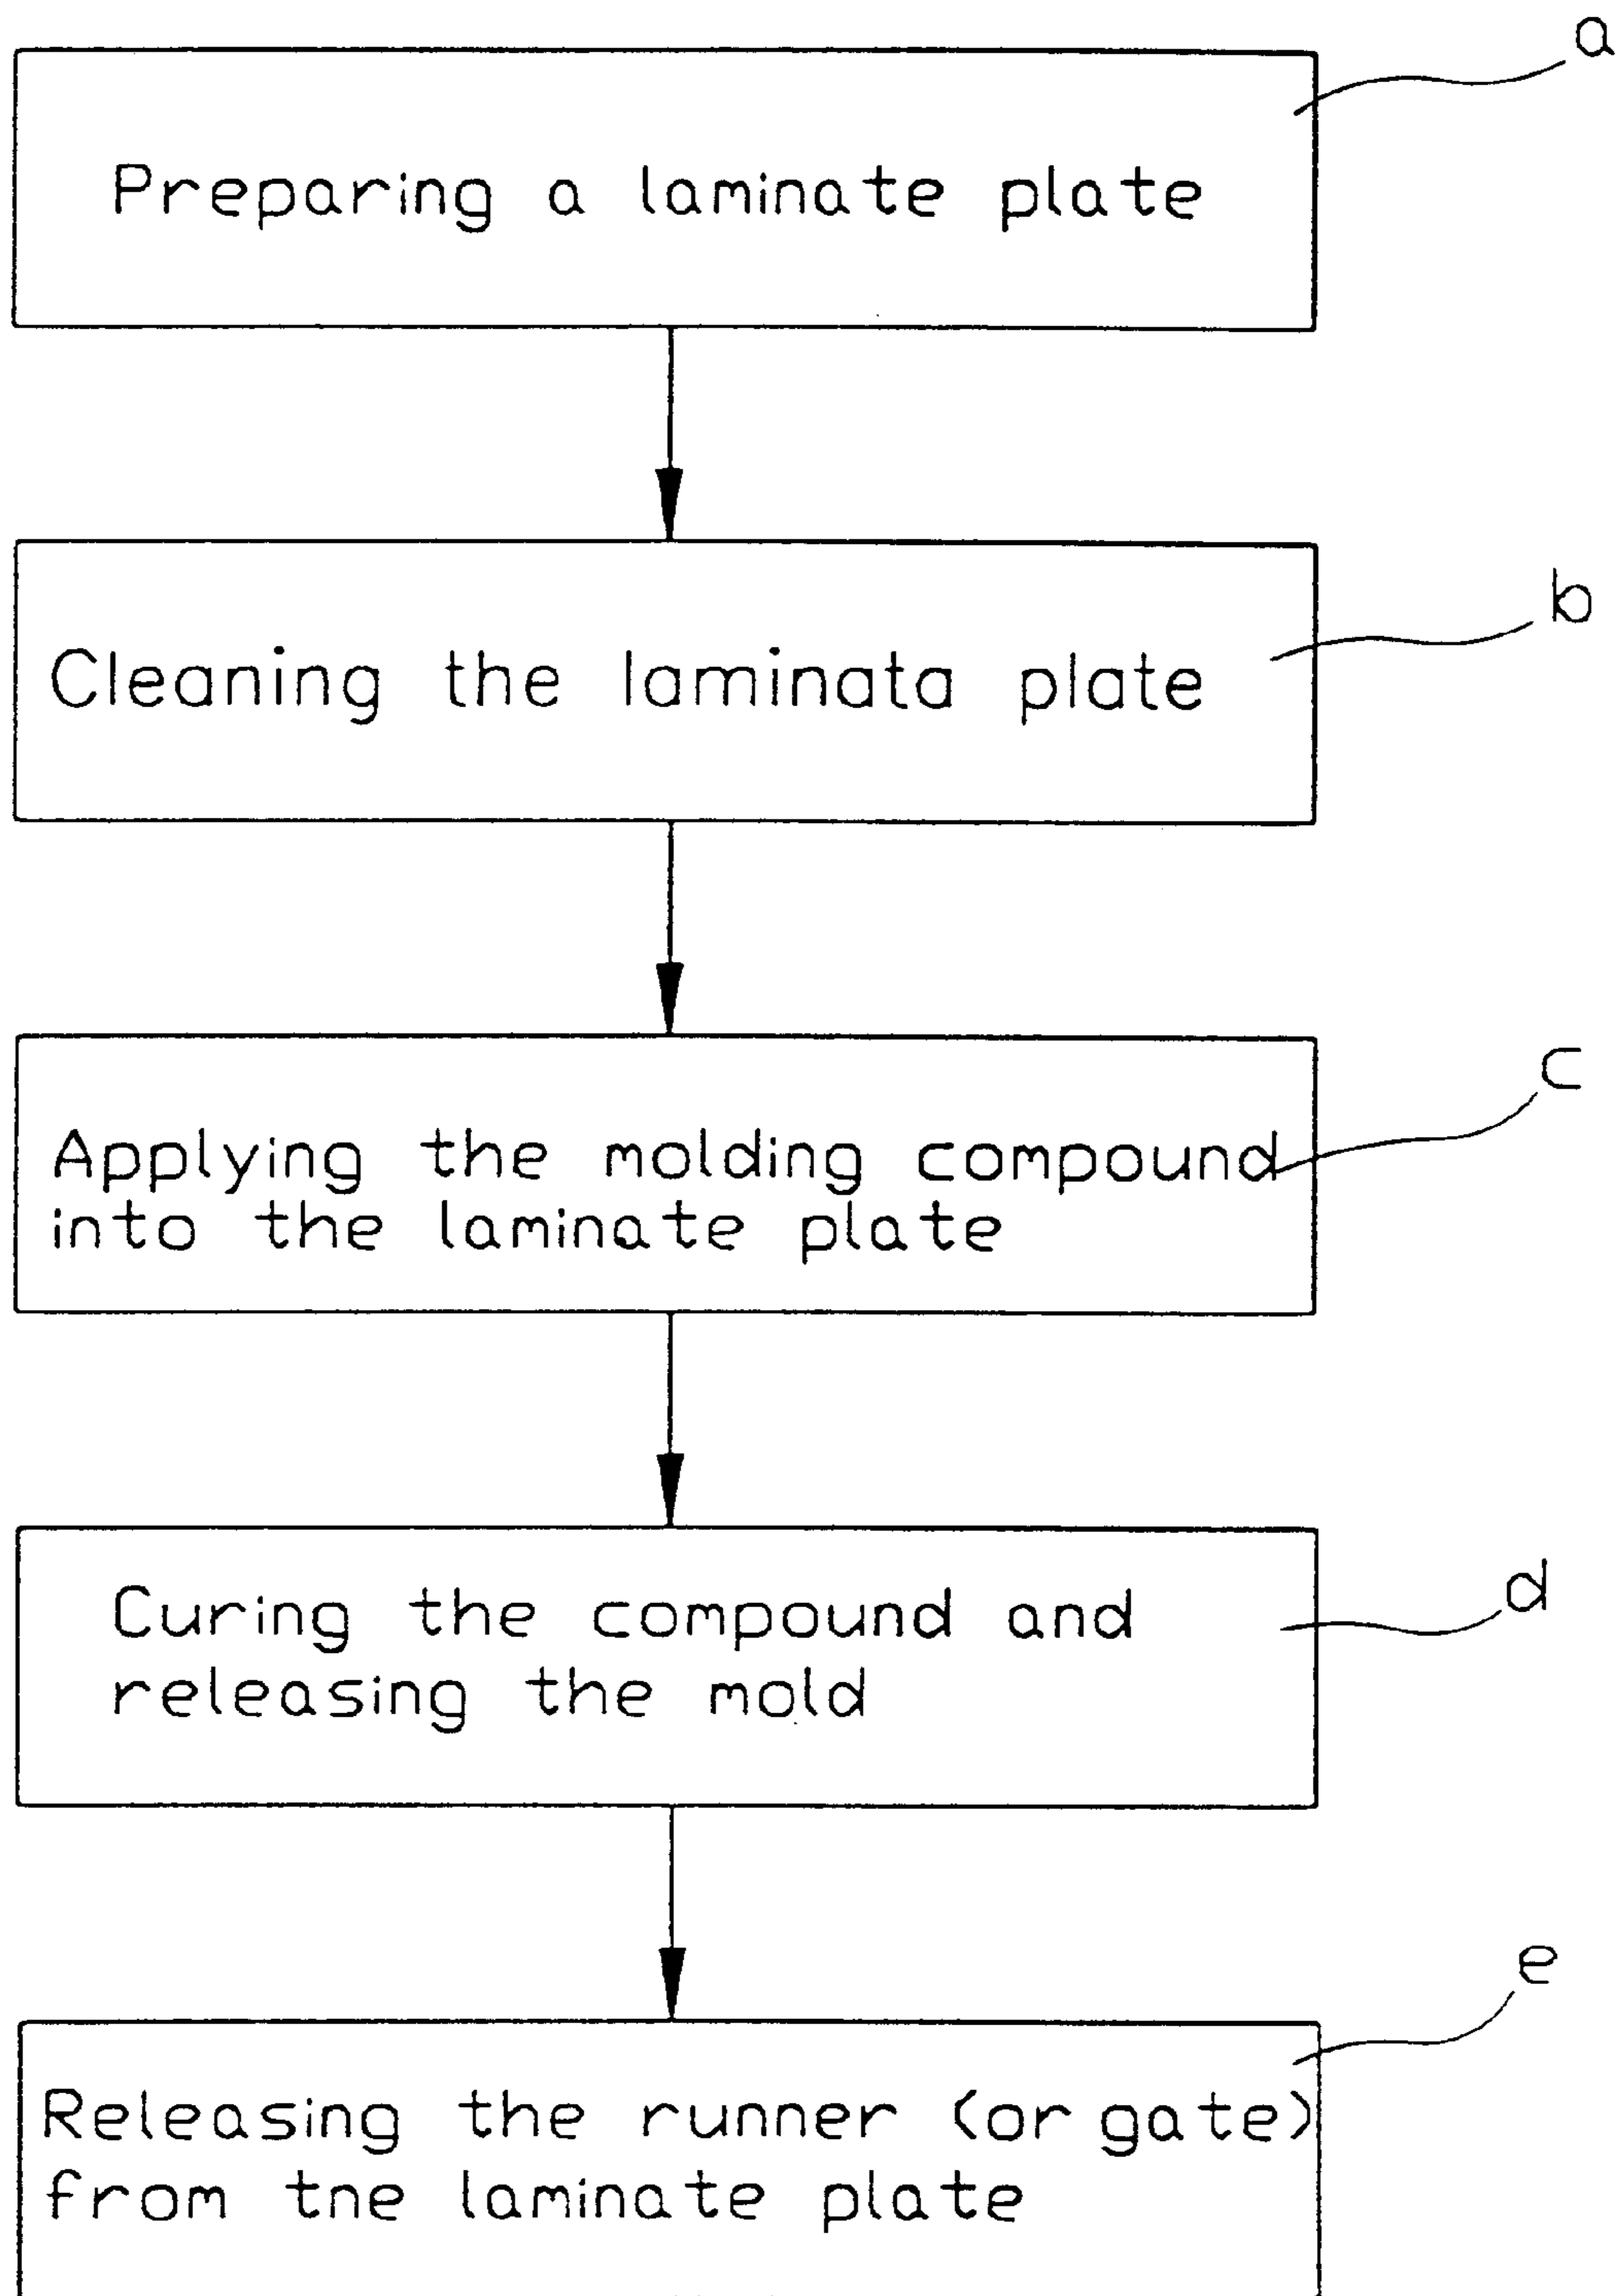 a
Preparing a laminate plate
b
Cleaning the laminata plate
c
Applying the molding compound
into the laminate plate
d
Curing the compound and
releasing the mold
e
Releasing the runner (or gate)
from tne laminate plate